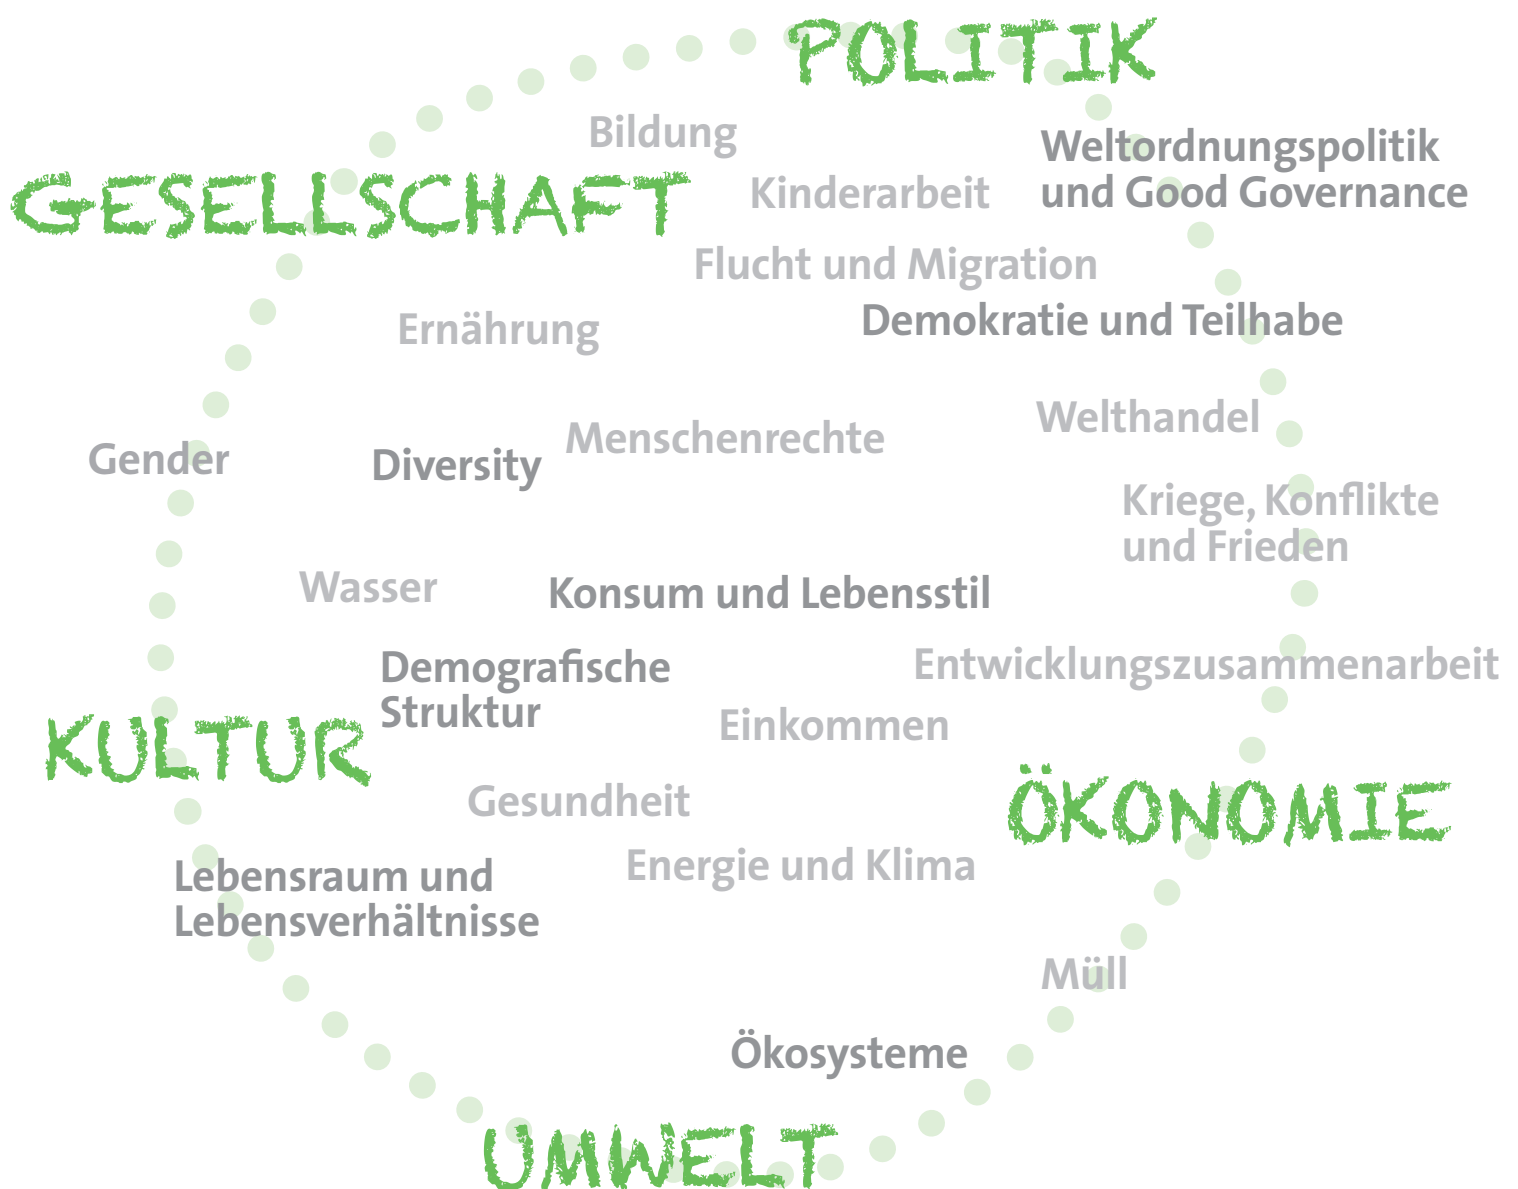 POLITIK
Bildung
Weltordnungspolitik
und Good Governance
GESELLSCHAFT
Kinderarbeit
Flucht und Migration
Demokratie und Teilhabe
Ernährung
Welthandel
Menschenrechte
Gender
Diversity
Kriege, Konflikte
und Frieden
Wasser
Konsum und Lebensstil
Demografische
Struktur
Entwicklungszusammenarbeit
Einkommen
KULTUR
Gesundheit
ÖKONOMIE
Energie und Klima
Lebensraum und
Lebensverhältnisse
Müll
Ökosysteme
UMWELT